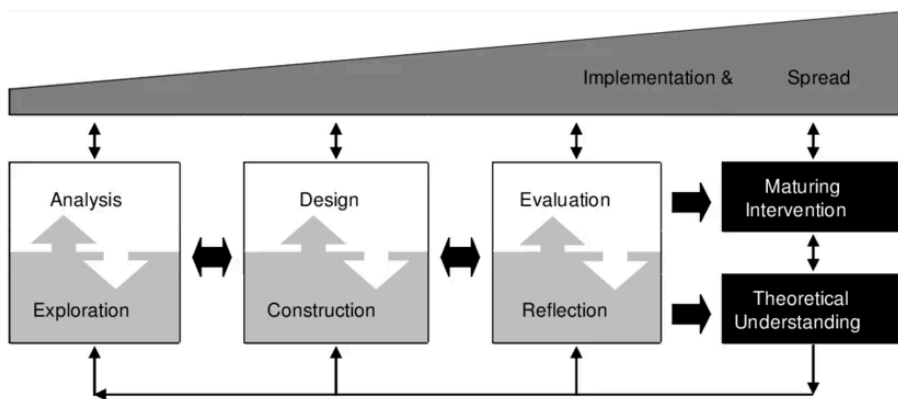 Implementation & Spread
Analysis
Exploration
Design
Construction
Evaluation
Reflection
Maturing
Intervention
Theoretical
Understanding